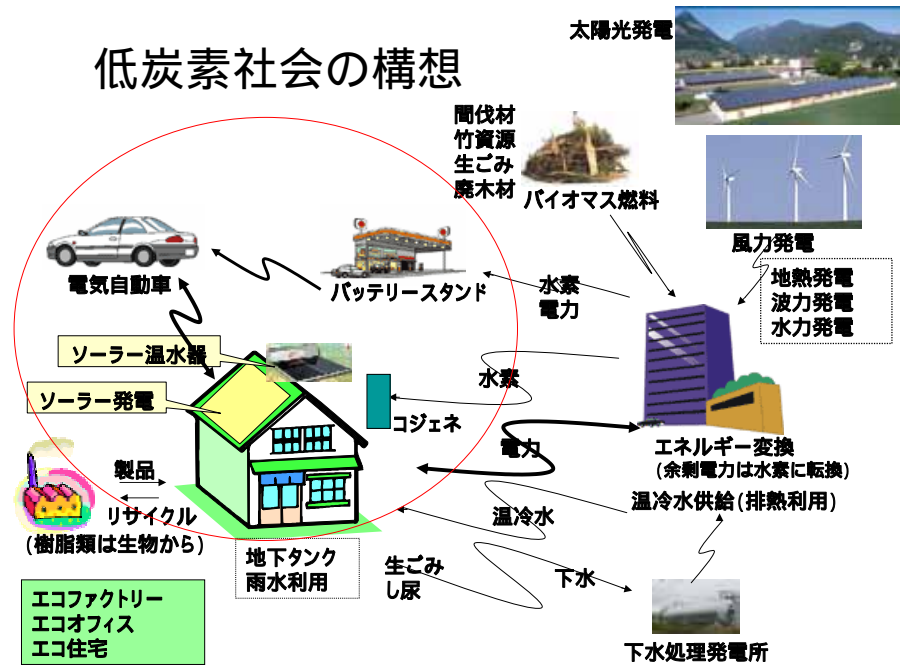 低炭素社会の構想
太陽光発電
間伐材
竹資源
生ごみ
廃木材
バイオマス燃料
風力発電
地熱発電
波力発電
水力発電
電気自動車
バッテリースタンド
水素
電力
ソーラー温水器
ソーラー発電
水素
コジェネ
電力
エネルギー変換
(余剰電力は水素に転換)
製品
リサイクル
(樹脂類は生物から)
温冷水
温冷水供給(排熱利用)
地下タンク
雨水利用
生ごみ
し尿
下水
下水処理発電所
エコファクトリー
エコオフィス
エコ住宅